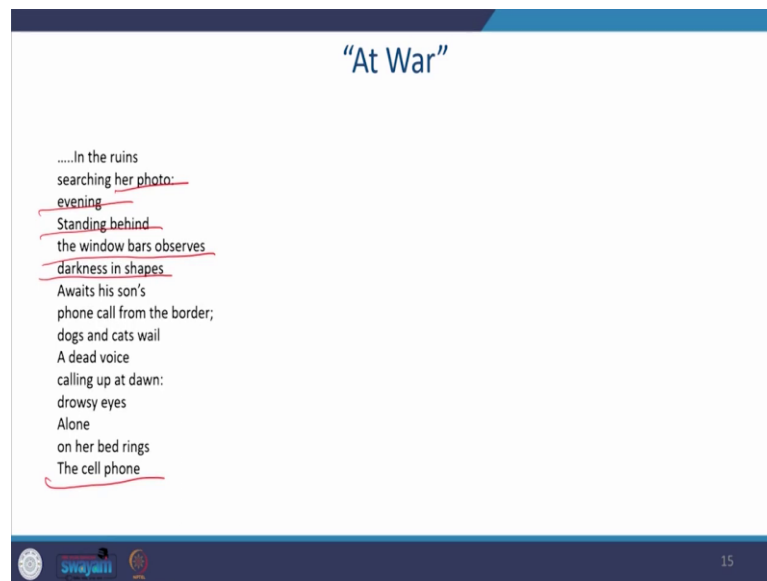 “At War”
.....In the ruins
searching her photo:
evening
Standing behind
the window bars observes
darkness in shapes
Awaits his son’s
phone call from the border;
dogs and cats wail
A dead voice
calling up at dawn:
drowsy eyes
Alone
on her bed rings
The cell phone
swayam
15